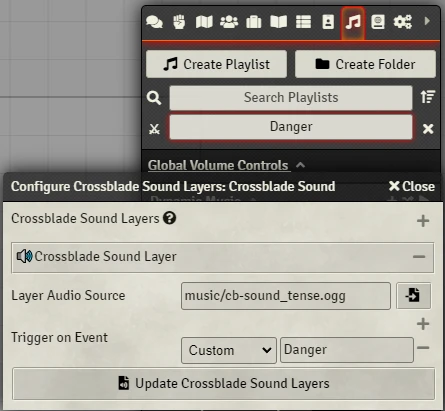 Create Playlist
Create Folder
Search Playlists
Danger
Global Volume Controls
Dynamic Music
Configure Crossblade Sound Layers: Crossblade Sound
Close
Crossblade Sound Layers
Crossblade Sound Layer
Layer Audio Source
music/cb-sound_tense.ogg
Trigger on Event
Custom
Danger
Update Crossblade Sound Layers